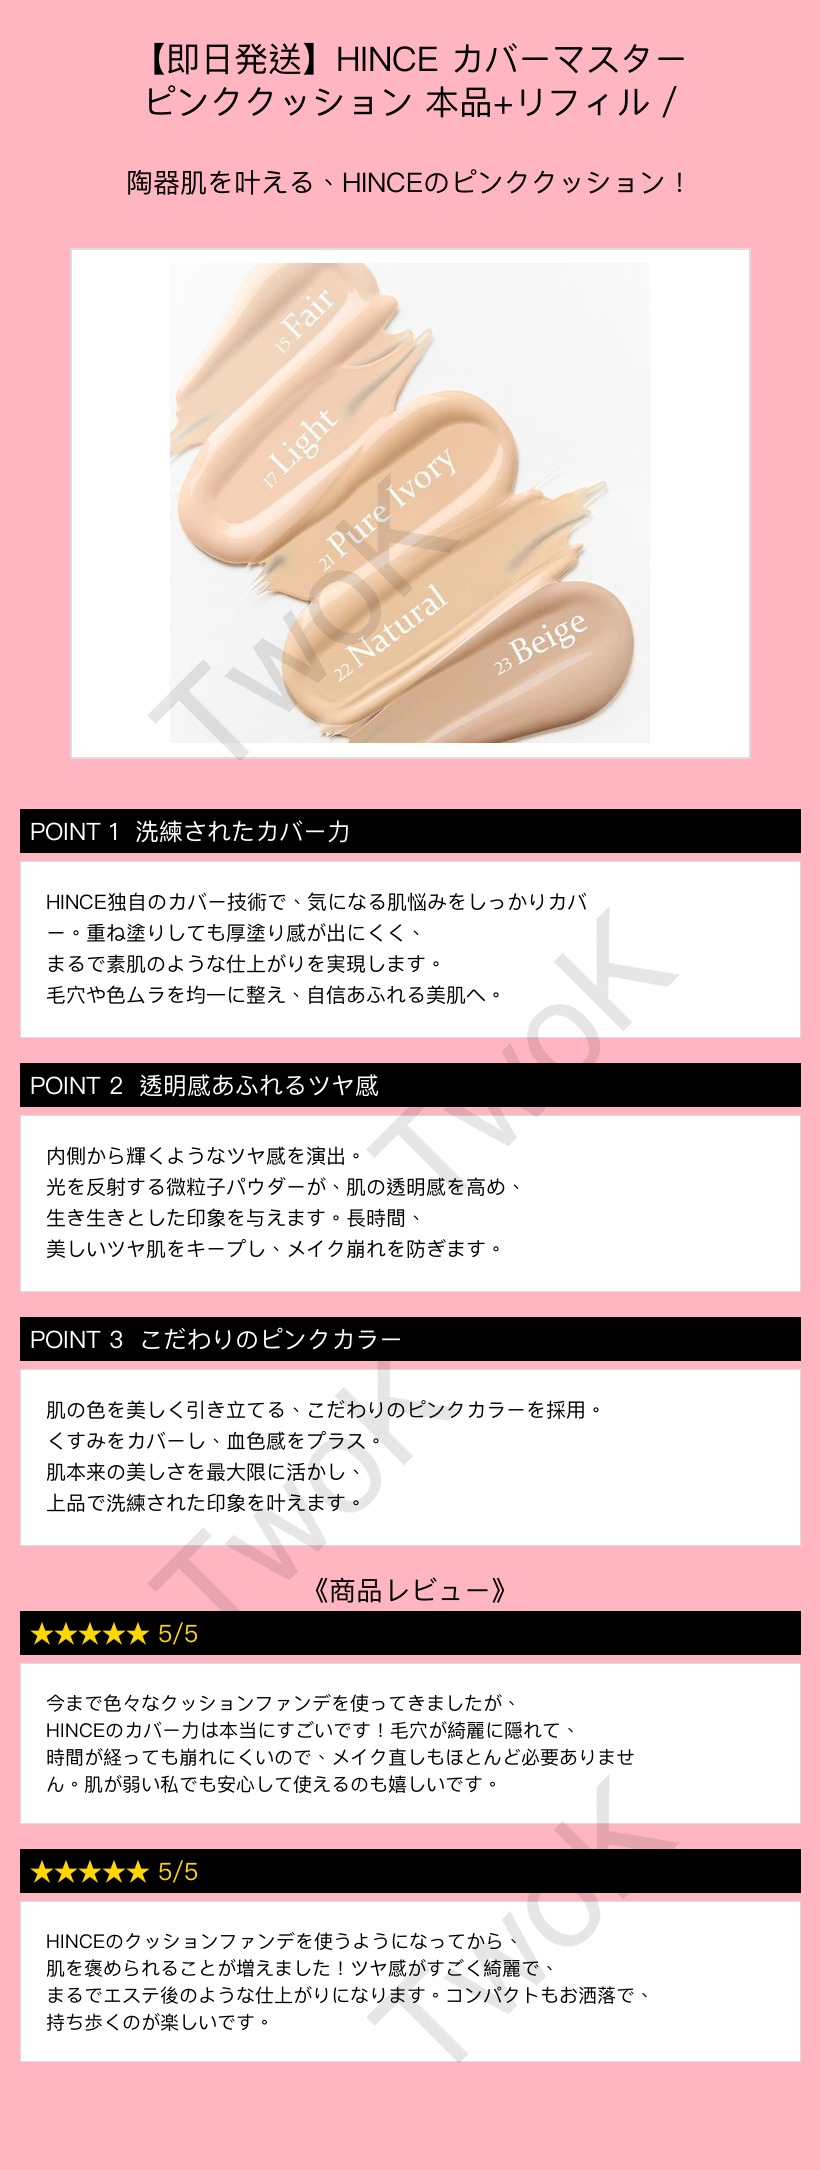 【即日発送】HINCE カバーマスター
ピンククッション 本品+リフィル /
陶器肌を叶える、HINCEのピンククッション！
15 Fair
17 Light
21 Pure Ivory
22 Natural
23 Beige
TwoK
POINT 1 洗練されたカバー力
HINCE独自のカバー技術で、気になる肌悩みをしっかりカバ
ー。重ね塗りしても厚塗り感が出にくく、
まるで素肌のような仕上がりを実現します。
毛穴や色ムラを均一に整え、自信あふれる美肌へ。
TwoK
POINT 2 透明感あふれるツヤ感
内側から輝くようなツヤ感を演出。
光を反射する微粒子パウダーが、肌の透明感を高め、
生き生きとした印象を与えます。長時間、
美しいツヤ肌をキープし、メイク崩れを防ぎます。
POINT 3 こだわりのピンクカラー
肌の色を美しく引き立てる、こだわりのピンクカラーを採用。
くすみをカバーし、血色感をプラス。
肌本来の美しさを最大限に活かし、
上品で洗練された印象を叶えます。
TwoK
《商品レビュー》
★★★★★ 5/5
今まで色々なクッションファンデを使ってきましたが、
HINCEのカバー力は本当にすごいです！毛穴が綺麗に隠れて、
時間が経っても崩れにくいので、メイク直しもほとんど必要ありませ
ん。肌が弱い私でも安心して使えるのも嬉しいです。
★★★★★ 5/5
HINCEのクッションファンデを使うようになってから、
肌を褒められることが増えました！ツヤ感がすごく綺麗で、
まるでエステ後のような仕上がりになります。コンパクトもお洒落で、
持ち歩くのが楽しいです。
TwoK